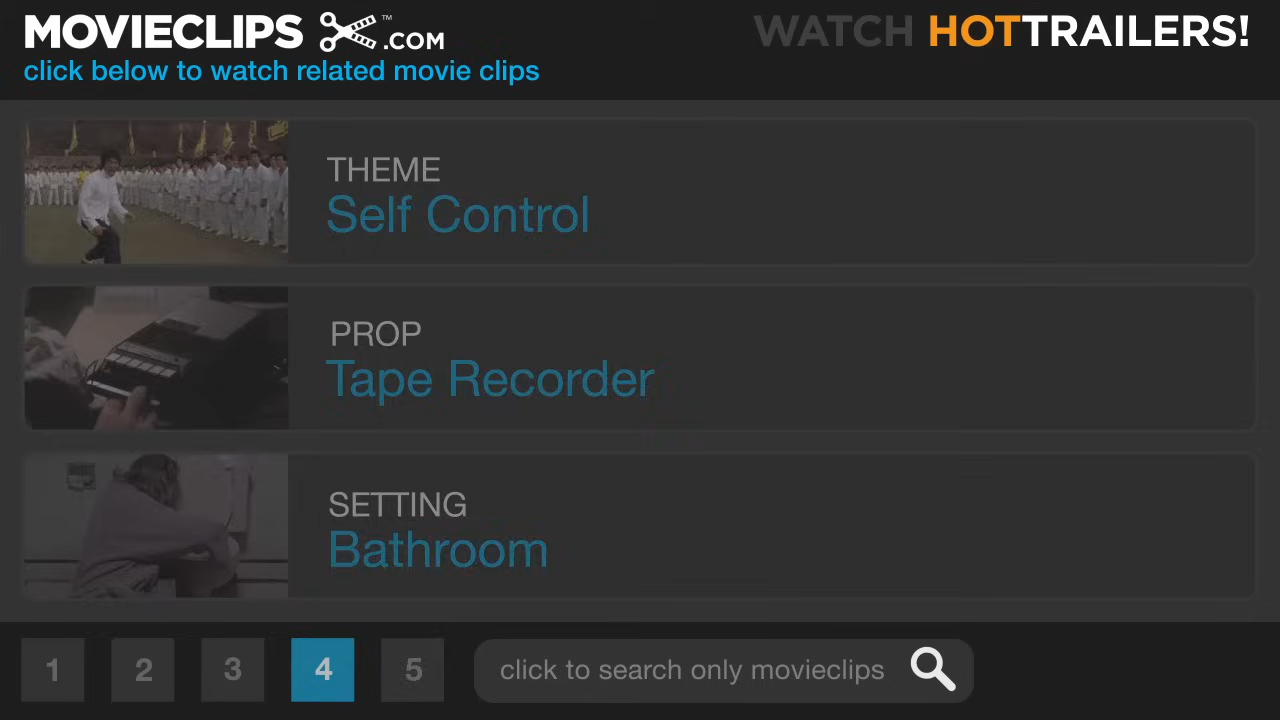 MOVIECLIPS ™ .COM
WATCH HOTTRAILERS!
click below to watch related movie clips
THEME
Self Control
PROP
Tape Recorder
SETTING
Bathroom
1 2 3 4 5
click to search only movieclips